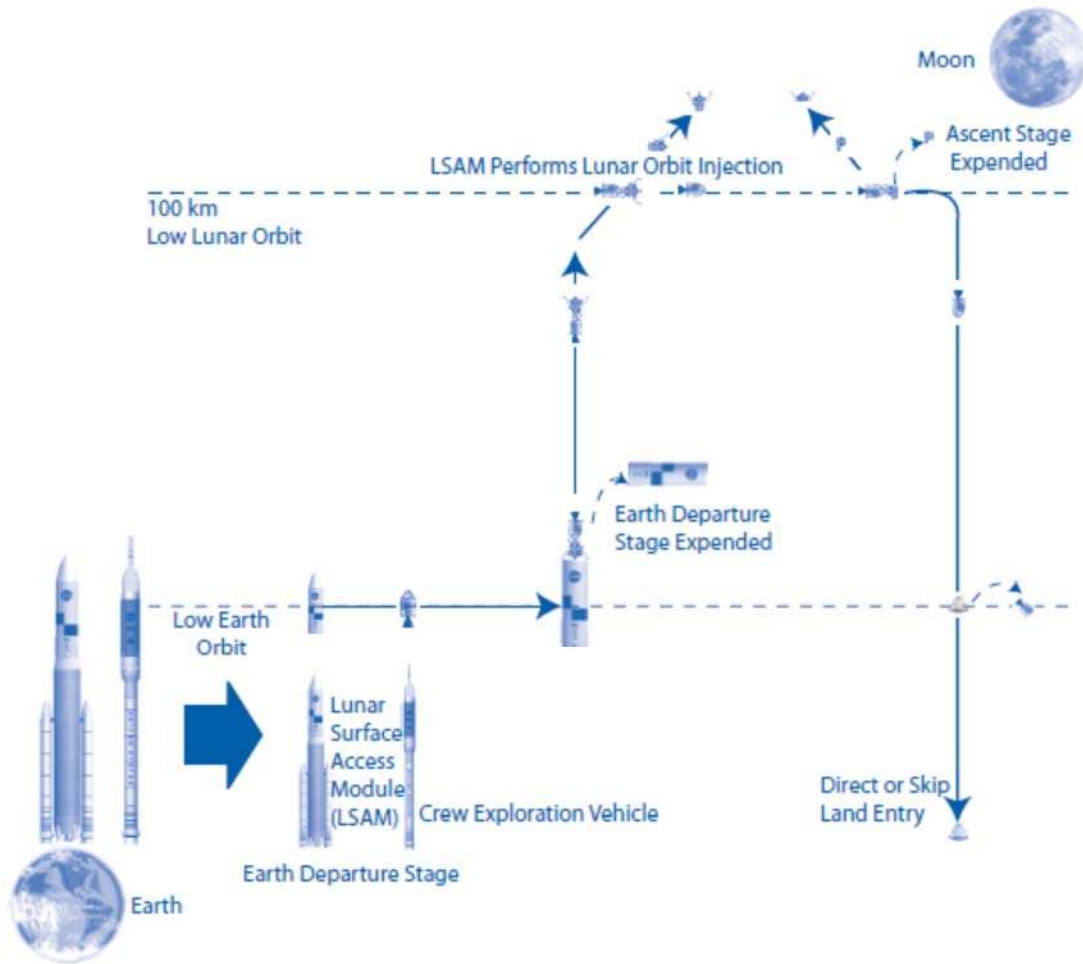 Moon
Ascent Stage
Expended
LSAM Performs Lunar Orbit Injection
100 km
Low Lunar Orbit
Earth Departure
Stage Expended
Low Earth
Orbit
Lunar
Surface
Access
Module
(LSAM)
Crew Exploration Vehicle
Earth Departure Stage
Direct or Skip
Land Entry
Earth